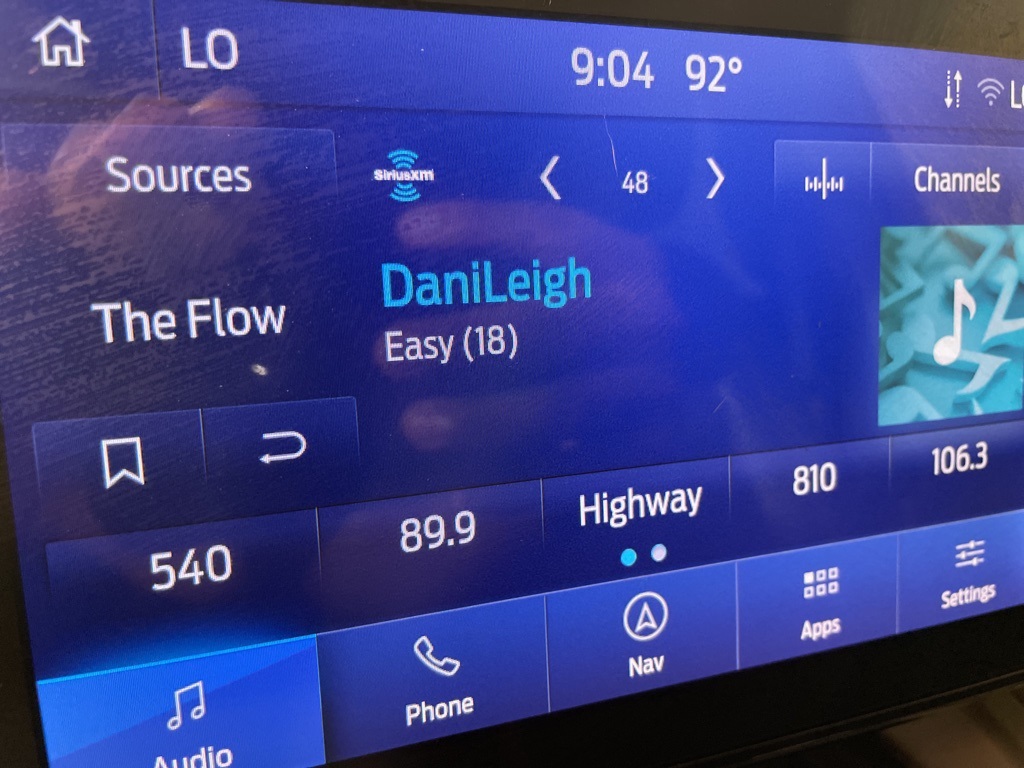 LO
9:04 92°
Sources
SiriusXM
48
Channels
The Flow
DaniLeigh
Easy (18)
540
89.9
Highway
810
106.3
Audio
Phone
Nav
Apps
Settings